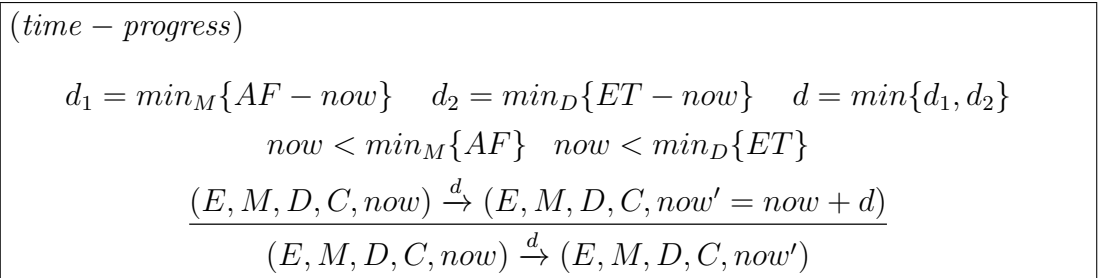 (time − progress)
d₁ = min_M{AF − now} d₂ = min_D{ET − now} d = min{d₁, d₂}
now < min_M{AF} now < min_D{ET}
(E, M, D, C, now) →^d (E, M, D, C, now′ = now + d)
(E, M, D, C, now) →^d (E, M, D, C, now′)